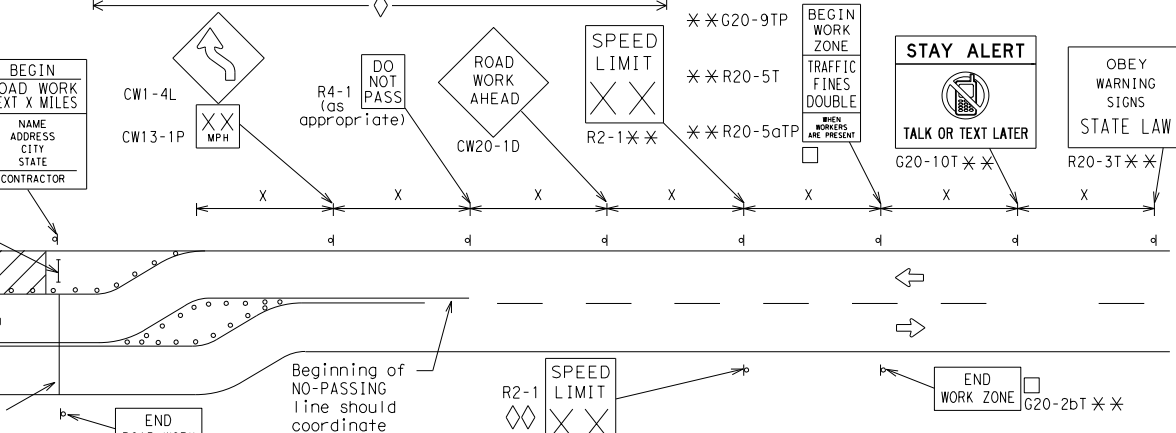 BEGIN
ROAD WORK
NEXT X MILES
NAME
ADDRESS
CITY
STATE
CONTRACTOR
CW1-4L
CW13-1P
XX
MPH
R4-1
(as
appropriate)
DO
NOT
PASS
ROAD
WORK
AHEAD
CW20-1D
SPEED
LIMIT
XX
R2-1**
**G20-9TP
**R20-5T
**R20-5aTP
BEGIN
WORK
ZONE
TRAFFIC
FINES
DOUBLE
WHEN
WORKERS
ARE PRESENT
STAY ALERT
TALK OR TEXT LATER
G20-10T**
OBEY
WARNING
SIGNS
STATE LAW
R20-3T**
X X X X X X X
Beginning of
NO-PASSING
line should
coordinate
R2-1
SPEED
LIMIT
XX
END
WORK ZONE
G20-2bT**
END
ROAD WORK